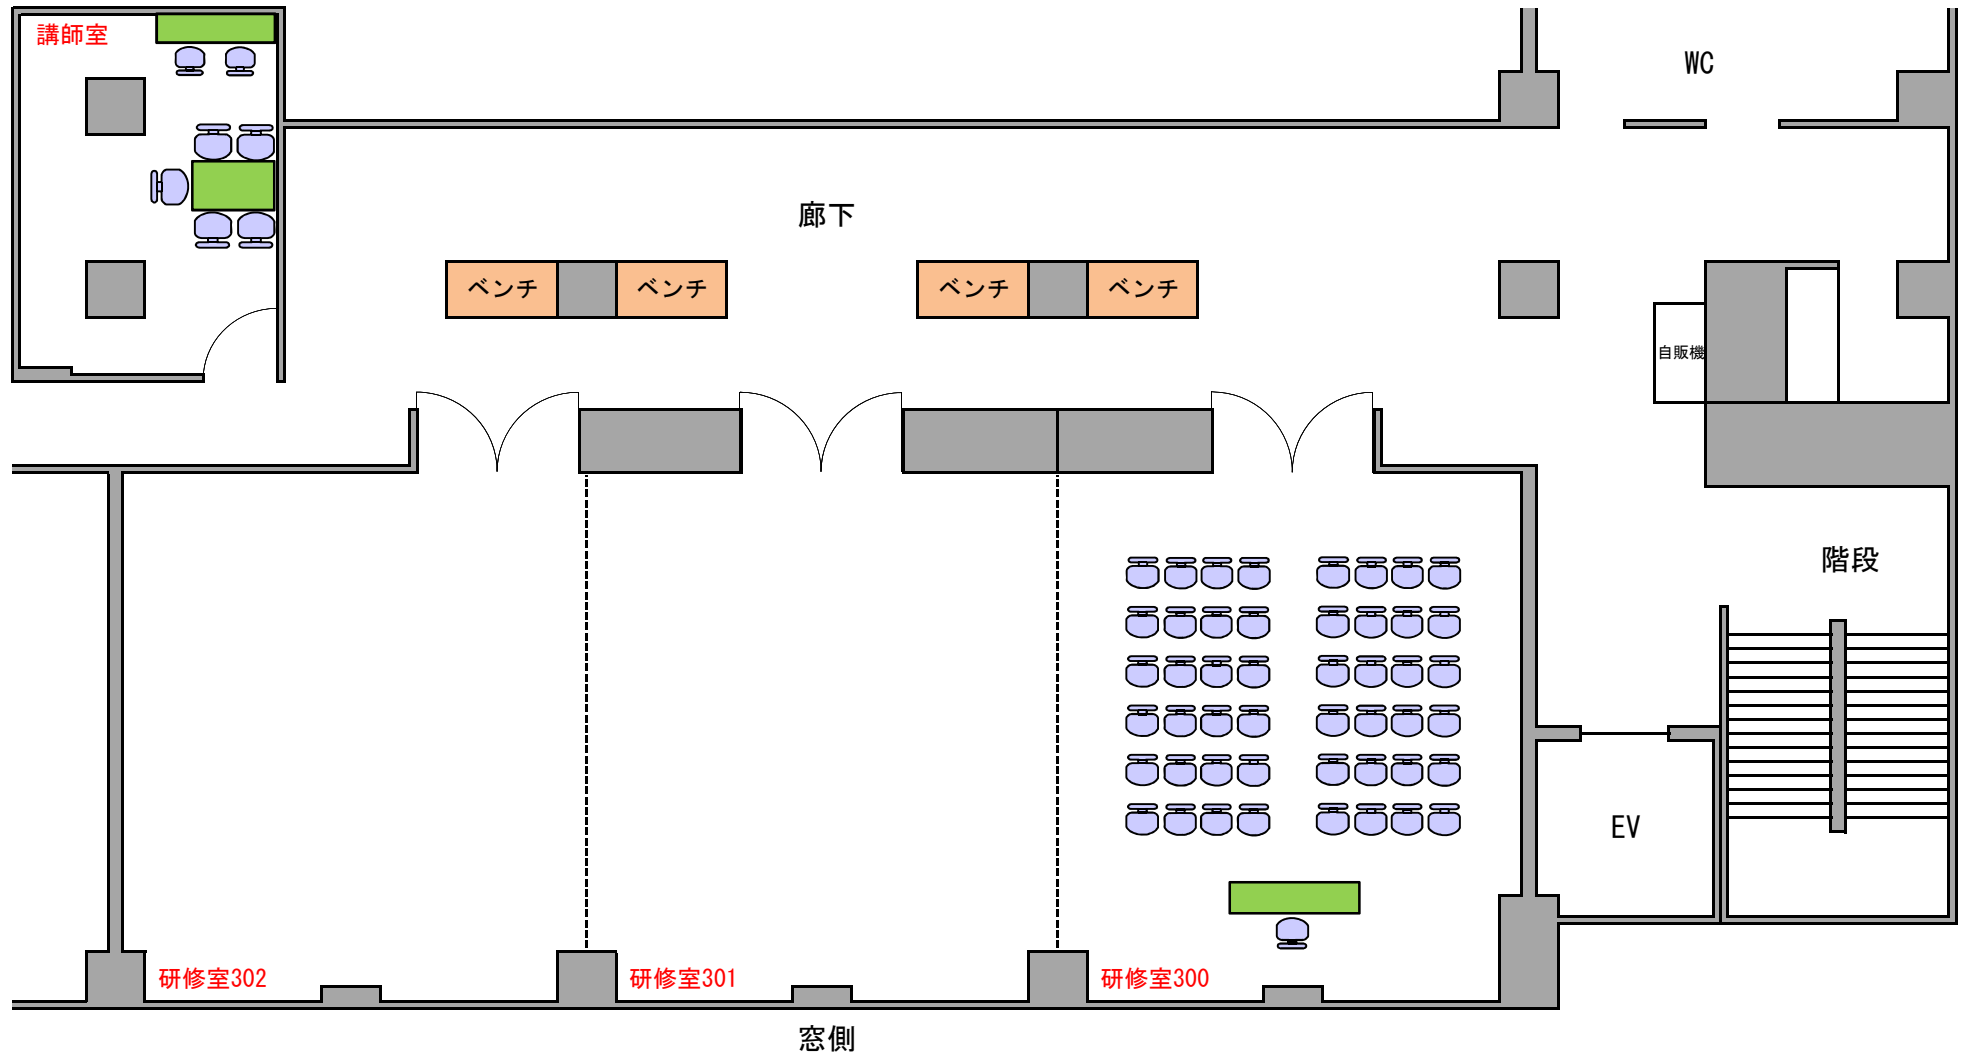 講師室
WC
廊下
ベンチ
ベンチ
ベンチ
ベンチ
自販機
階段
EV
研修室302
研修室301
研修室300
窓側